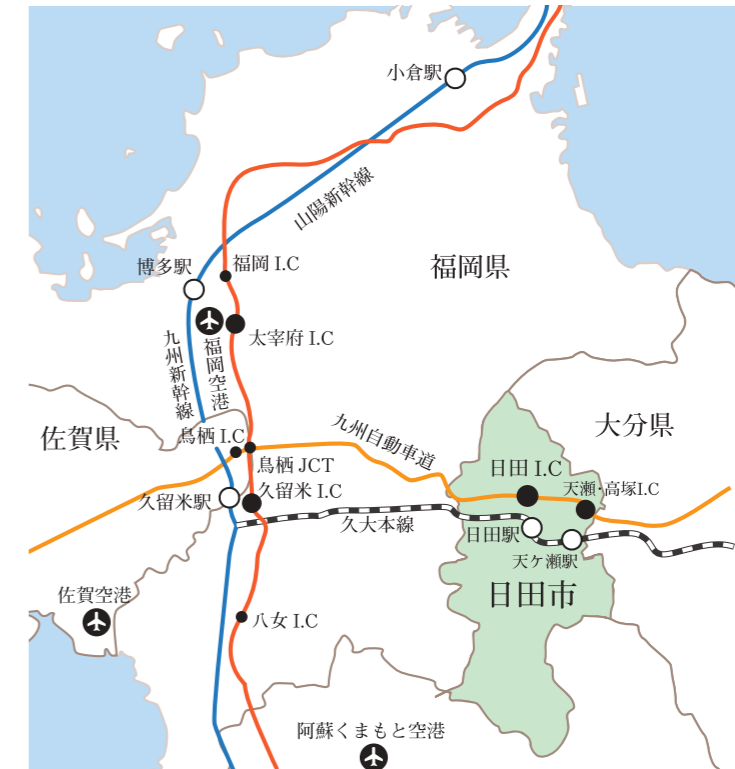 小倉駅
山陽新幹線
博多駅
福岡 I.C
福岡県
太宰府 I.C
福岡空港
九州新幹線
佐賀県
鳥栖 I.C
九州自動車道
大分県
鳥栖 JCT
日田 I.C
天瀬・高塚I.C
久留米駅
久留米 I.C
久大本線
日田駅
天ケ瀬駅
佐賀空港
日田市
八女 I.C
阿蘇くまもと空港